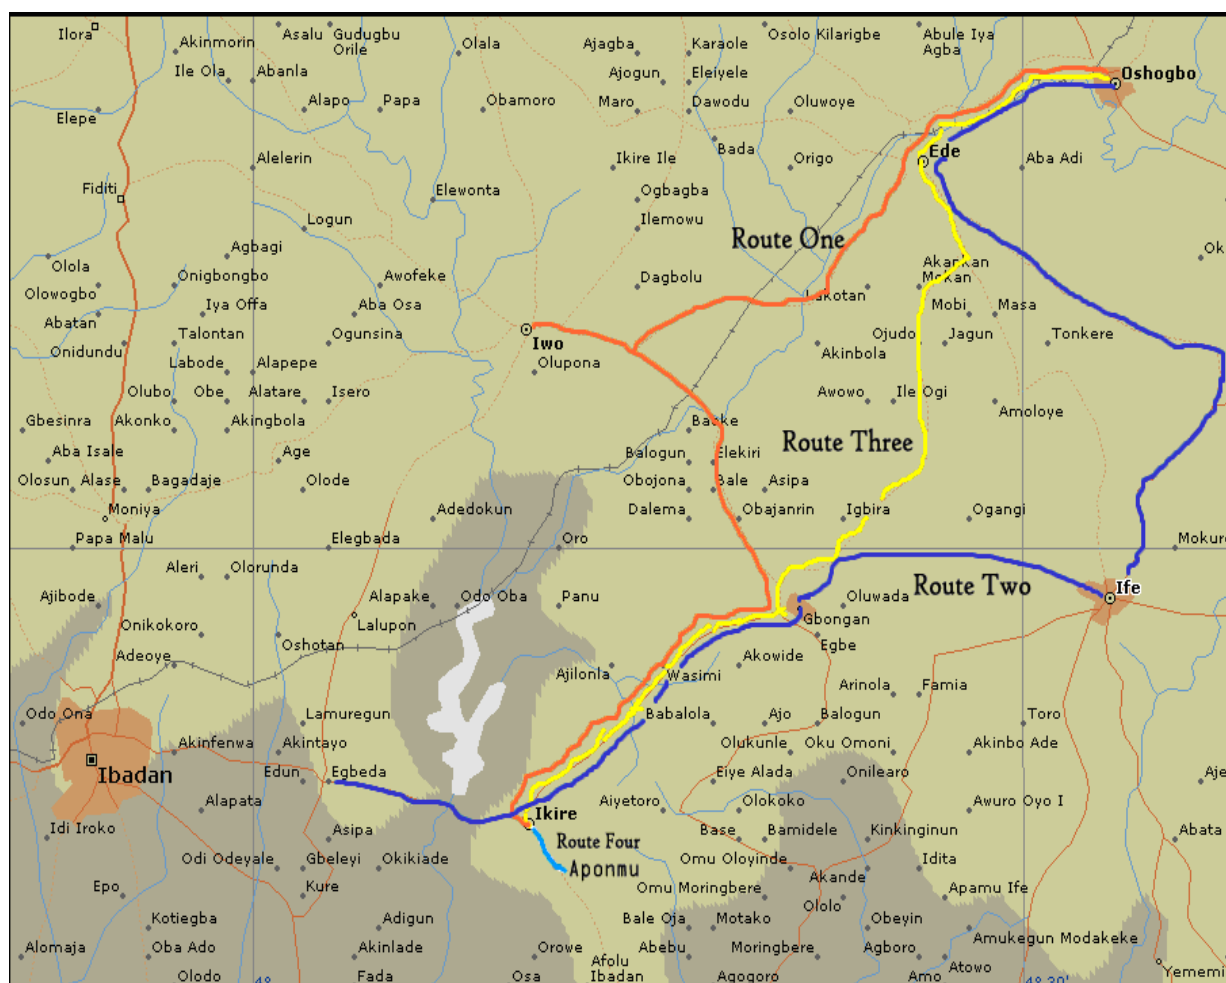 Ilora
Akinmorin
Asalu
Gudugbu
Orile
Olala
Ajagba
Karaole
Osolo Kilarigbe
Abule Iya
Agba
Ile Ola
Abanla
Ajogun
Eleiyele
Oshogbo
Elepe
Alapo
Papa
Obamoro
Maro
Dawodu
Oluwoye
Alelerin
Ikire Ile
Bada
Origo
Ede
Aba Adi
Fiditi
Elewonta
Ogbagba
Logun
Ilemowu
Route One
Agbagi
Ok
Olola
Onigbongbo
Awofeke
Dagbolu
Akankan
Mokan
Olowogbo
Iya Offa
Aba Osa
Lakotan
Mobi
Masa
Abatan
Talontan
Ogunsina
Iwo
Ojudo
Jagun
Tonkere
Onidundu
Labode
Alapepe
Olupona
Akinbola
Olubo
Obe
Alatare
Isero
Awowo
Ile Ogi
Amoloye
Gbesinra
Akonko
Akingbola
Route Three
Aba Isale
Age
Balogun
Elekiri
Olosun
Alase
Bagadaje
Olode
Obojona
Bale
Asipa
Moniya
Adedokun
Dalema
Obajanrin
Igbira
Ogangi
Papa Malu
Elegbada
Oro
Mokuro
Aleri
Olorunda
Route Two
Ife
Ajibode
Alapake
Odo Oba
Panu
Oluwada
Onikokoro
Lalupon
Gbongan
Adeoye
Oshotan
Egbe
Ajilonla
Wasimi
Akowide
Arinola
Famia
Odo Ona
Lamuregun
Babalola
Ajo
Balogun
Toro
Akinfenwa
Akintayo
Olukunle
Oku Omoni
Akinbo Ade
Ibadan
Edun
Egbeda
Eiye Alada
Onilearo
Aje
Alapata
Ikire
Aiyetoro
Olokoko
Awuro Oyo I
Idi Iroko
Asipa
Route Four
Base
Bamidele
Kinkinginun
Abata
Odi Odeyale
Gbeleyi
Okikiade
Aponmu
Omu Oloyinde
Idita
Epo
Kure
Omu Moringbere
Akande
Apamu Ife
Ololo
Kotiegba
Adigun
Bale Oja
Motako
Obeyin
Alomaja
Oba Ado
Akinlade
Orowe
Abebu
Moringbere
Agboro
Amukegun Modakeke
Afolu
Ibadan
Olodo
48°
Fada
Osa
Agogoro
Amo
Atowo
48°30'
Yememi